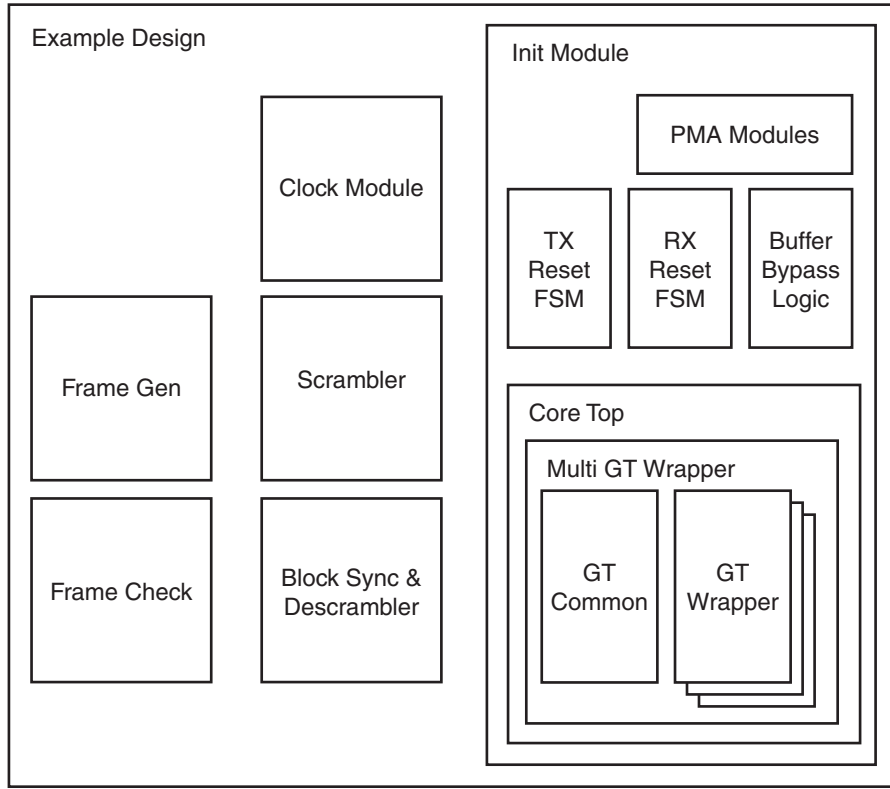 Example Design
Init Module
PMA Modules
Clock Module
TX
Reset
FSM
RX
Reset
FSM
Buffer
Bypass
Logic
Frame Gen
Scrambler
Core Top
Multi GT Wrapper
Frame Check
Block Sync &
Descrambler
GT
Common
GT
Wrapper